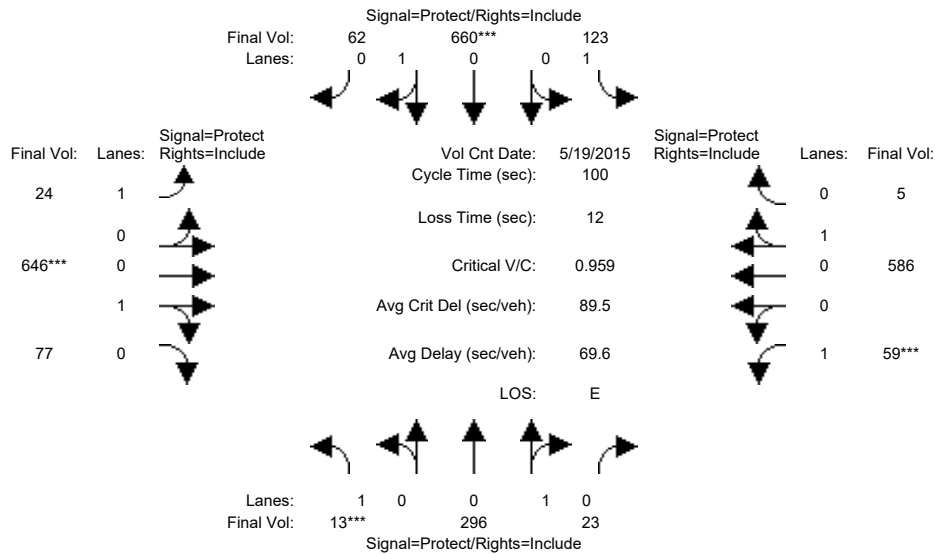 Signal=Protect/Rights=Include
Final Vol: 62 660*** 123
Lanes: 0 1 0 0 1
Signal=Protect
Final Vol: Lanes: Rights=Include
Vol Cnt Date: 5/19/2015
Signal=Protect
Rights=Include Lanes: Final Vol:
Cycle Time (sec): 100
24 1
0 5
Loss Time (sec): 12
0
1
646*** 0
Critical V/C: 0.959
0 586
1
Avg Crit Del (sec/veh): 89.5
0
77 0
Avg Delay (sec/veh): 69.6
1 59***
LOS: E
Lanes: 1 0 0 1 0
Final Vol: 13*** 296 23
Signal=Protect/Rights=Include